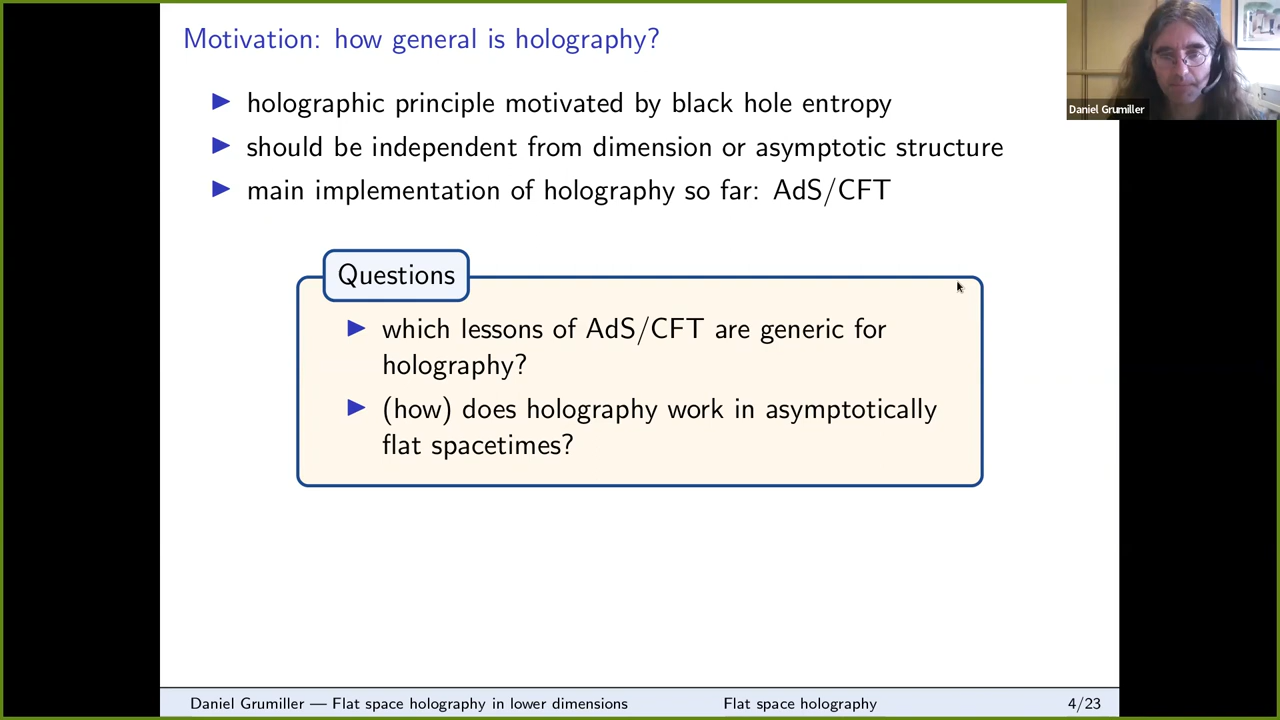 Motivation: how general is holography?
holographic principle motivated by black hole entropy
should be independent from dimension or asymptotic structure
main implementation of holography so far: AdS/CFT
Questions
which lessons of AdS/CFT are generic for
holography?
(how) does holography work in asymptotically
flat spacetimes?
Daniel Grumiller
Daniel Grumiller — Flat space holography in lower dimensions Flat space holography 4/23